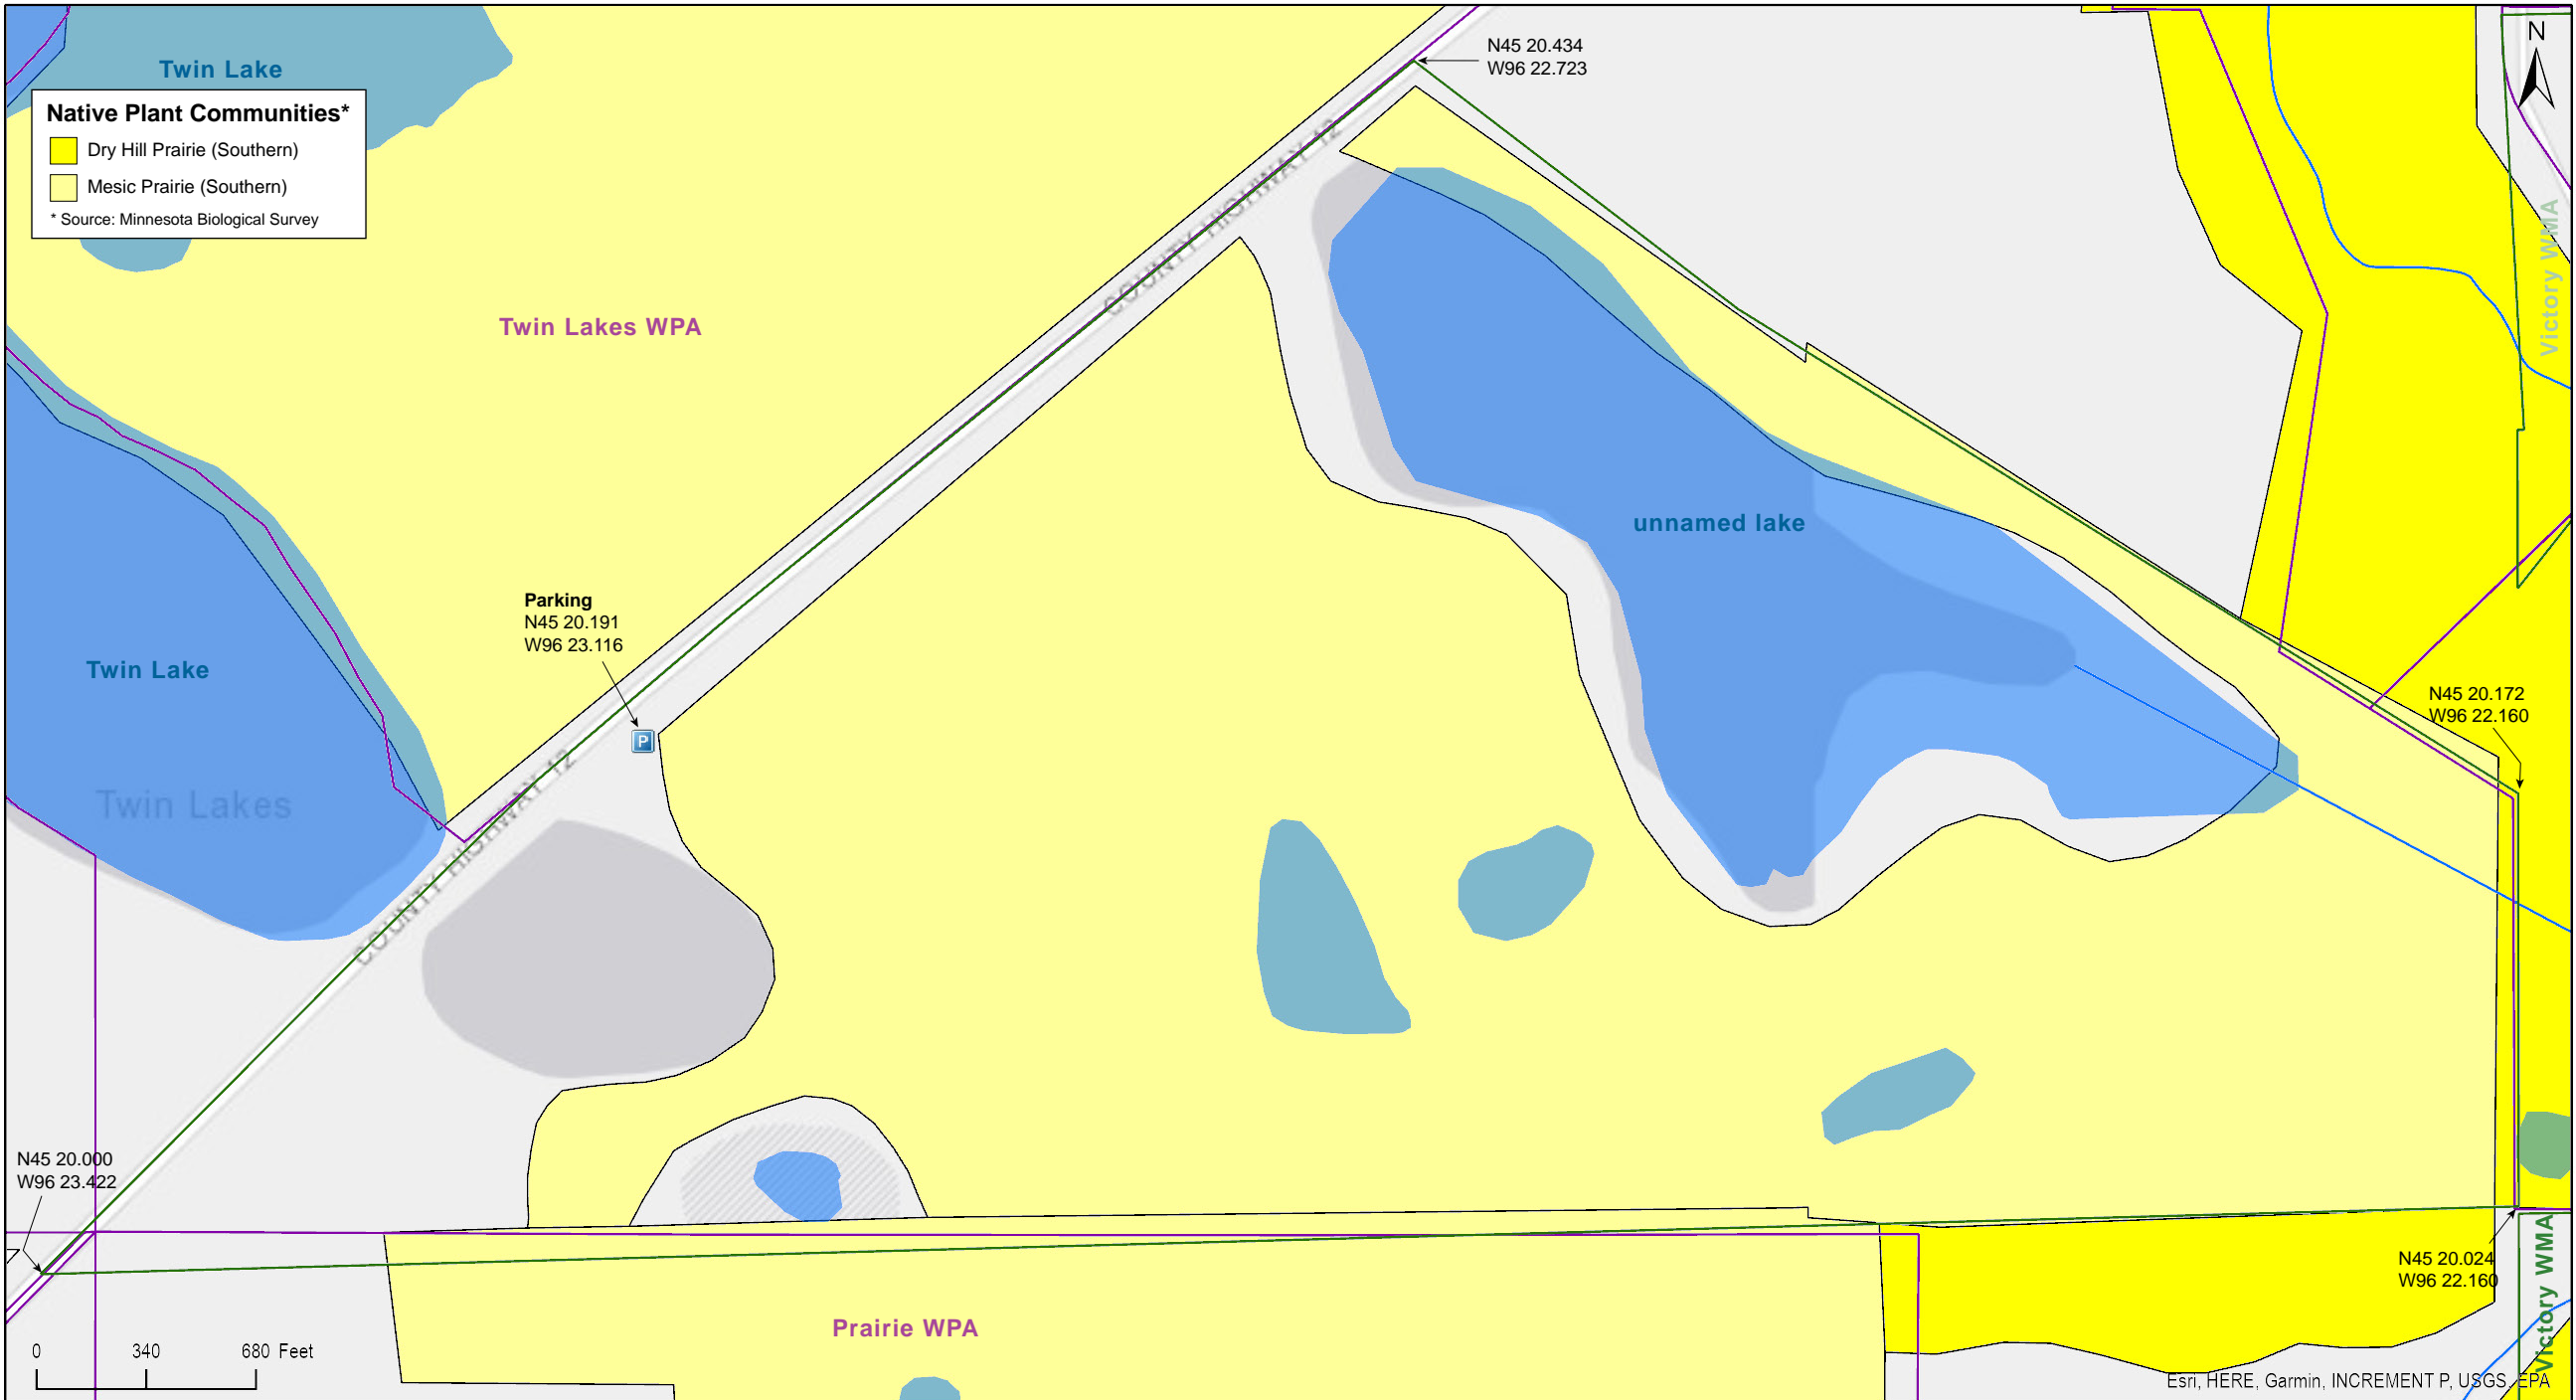 N
N45 20.434
W96 22.723
Twin Lake
Native Plant Communities*
Dry Hill Prairie (Southern)
Mesic Prairie (Southern)
* Source: Minnesota Biological Survey
COUNTY HIGHWAY 12
Victory WMA
Twin Lakes WPA
unnamed lake
Parking
N45 20.191
W96 23.116
P
Twin Lake
N45 20.172
W96 22.160
Twin Lakes
COUNTY HIGHWAY 12
N45 20.000
W96 23.422
N45 20.024
W96 22.160
Victory WMA
Prairie WPA
0 340 680 Feet
Esri, HERE, Garmin, INCREMENT P, USGS, EPA